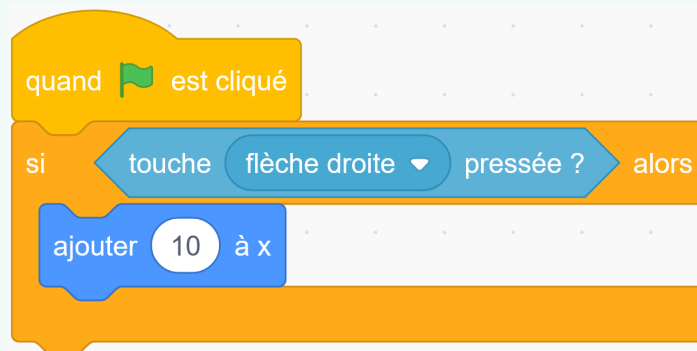 quand est cliqué
si touche flèche droite pressée ? alors
ajouter 10 à x